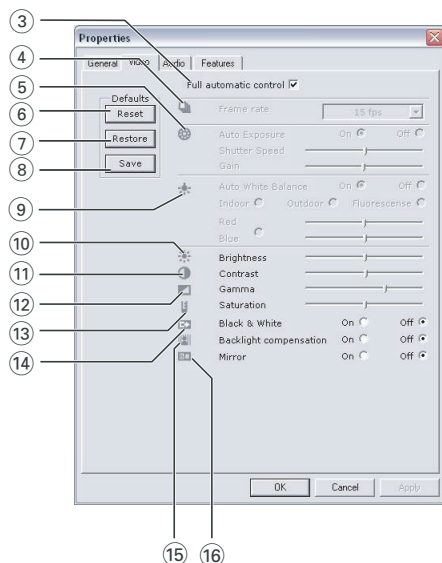 Properties
General Video Audio Features
③ Full automatic control
④ Frame rate 15 fps
⑤ Auto Exposure On Off
Shutter Speed
Gain
Defaults
⑥ Reset
⑦ Restore
⑧ Save
⑨ Auto White Balance On Off
Indoor Outdoor Fluorescense
Red
Blue
⑩ Brightness
⑪ Contrast
⑫ Gamma
⑬ Saturation
⑭ Black & White On Off
⑮ Backlight compensation On Off
⑯ Mirror On Off
OK Cancel Apply